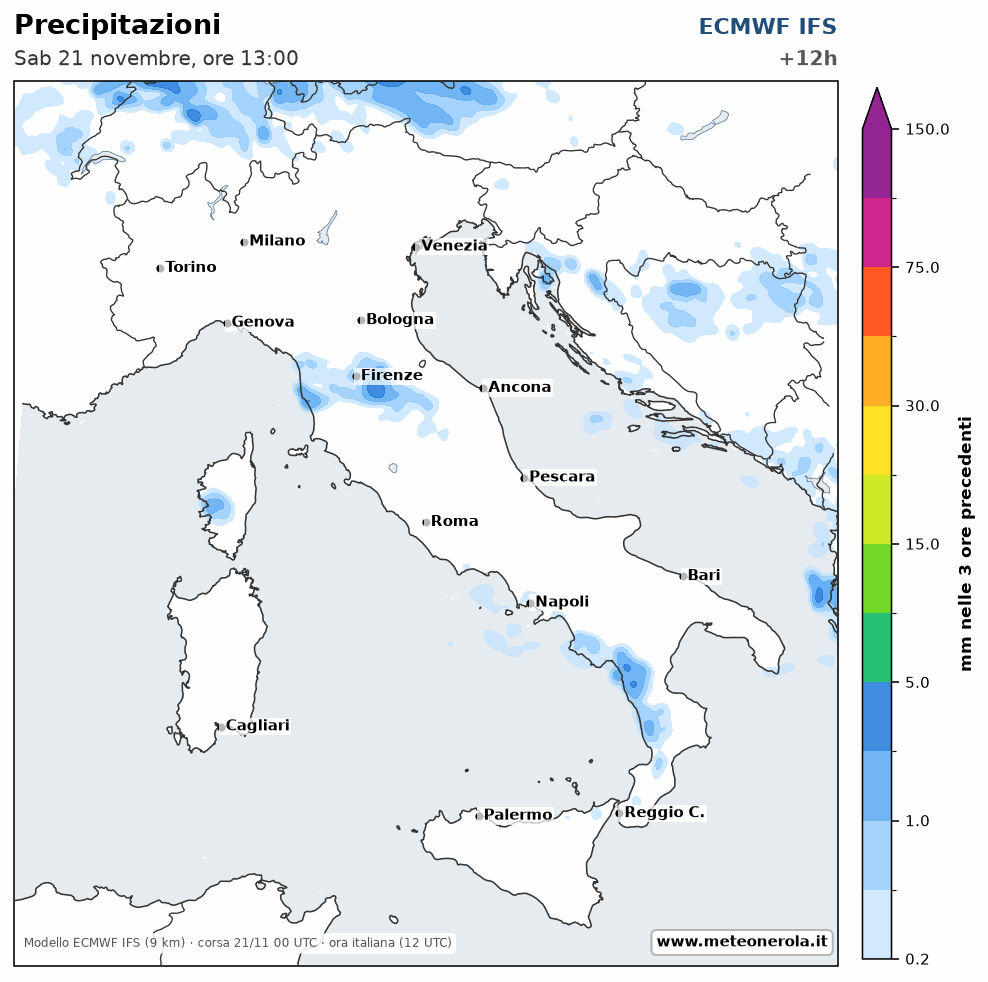 Precipitazioni
ECMWF IFS
Sab 21 novembre, ore 13:00
+12h
150.0
75.0
30.0
15.0
5.0
1.0
0.2
mm nelle 3 ore precedenti
Milano
Venezia
Torino
Genova
Bologna
Firenze
Ancona
Pescara
Roma
Bari
Napoli
Cagliari
Palermo
Reggio C.
Modello ECMWF IFS (9 km) · corsa 21/11 00 UTC · ora italiana (12 UTC)
www.meteonerola.it